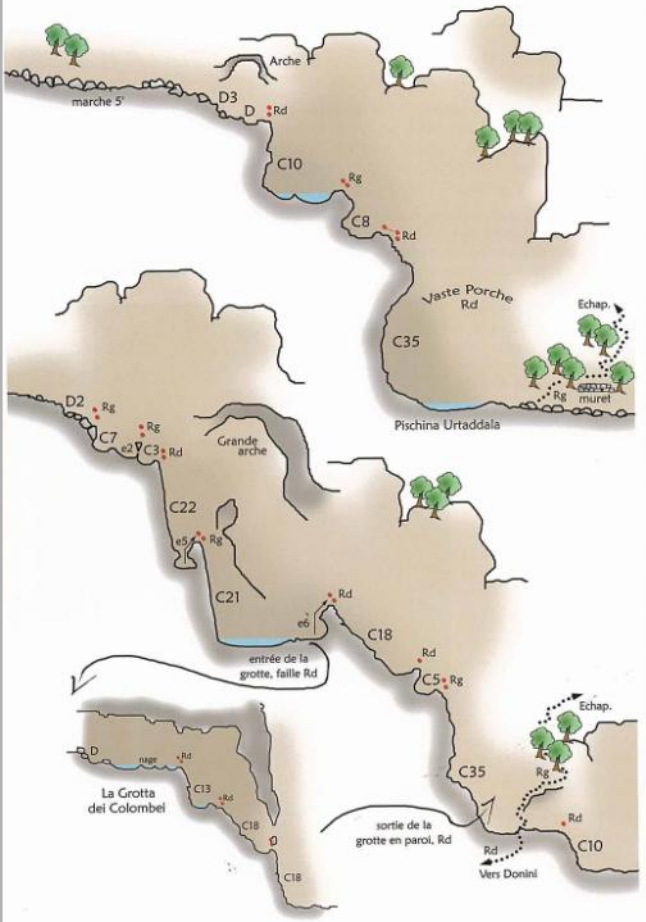 Arche
marche 5'
D3
D
Rd
C10
Rg
C8
Rd
Vaste Porche
Rd
C35
Echap.
Rg
muret
Pischina Urtaddala
D2
Rg
C7
e2
Rg
C3
Rd
Grande
arche
C22
e5
Rg
C21
e6
Rd
C18
entrée de la
grotte, faille Rd
Rd
C5
Rg
C35
Echap.
Rg
Rd
C10
sortie de la
grotte en paroi, Rd
Rd
Vers Donini
D
nage
Rd
La Grotta
dei Colombei
C13
Rd
C18
C18